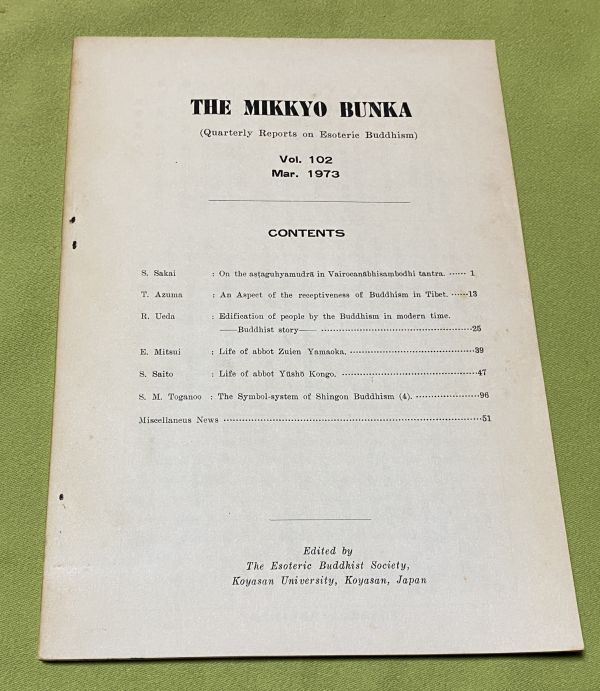 THE MIKKYO BUNKA
(Quarterly Reports on Esoteric Buddhism)
Vol. 102
Mar. 1973
CONTENTS
S. Sakai : On the aṣṭaguhyamudrā in Vairocanābhisaṃbodhi tantra. ······ 1
T. Azuma : An Aspect of the receptiveness of Buddhism in Tibet. ······13
R. Ueda : Edification of people by the Buddhism in modern time.
——Buddhist story—— ··············································25
E. Mitsui : Life of abbot Zuien Yamaoka. ······································39
S. Saito : Life of abbot Yūshō Kongo. ·········································47
S. M. Toganoo : The Symbol-system of Shingon Buddhism (4). ····················96
Miscellaneus News ················································································51
Edited by
The Esoteric Buddhist Society,
Koyasan University, Koyasan, Japan